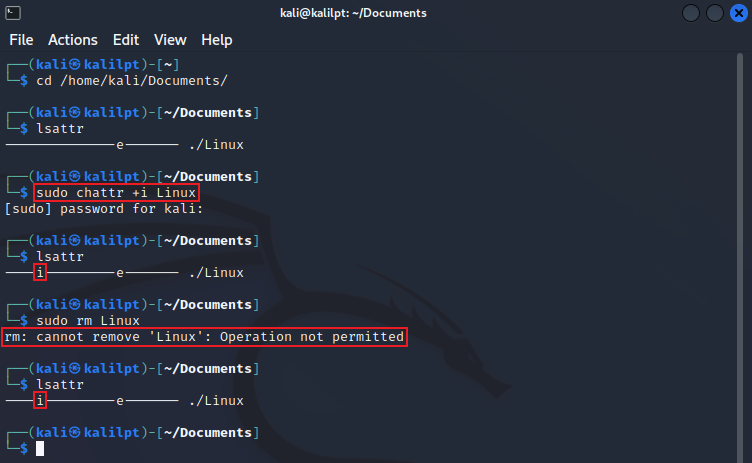 kali@kalilpt: ~/Documents
File Actions Edit View Help
┌──(kali㉿kalilpt)-[~]
└─$ cd /home/kali/Documents/
┌──(kali㉿kalilpt)-[~/Documents]
└─$ lsattr
--------------e------- ./Linux
┌──(kali㉿kalilpt)-[~/Documents]
└─$ sudo chattr +i Linux
[sudo] password for kali:
┌──(kali㉿kalilpt)-[~/Documents]
└─$ lsattr
----i---------e------- ./Linux
┌──(kali㉿kalilpt)-[~/Documents]
└─$ sudo rm Linux
rm: cannot remove 'Linux': Operation not permitted
┌──(kali㉿kalilpt)-[~/Documents]
└─$ lsattr
----i---------e------- ./Linux
┌──(kali㉿kalilpt)-[~/Documents]
└─$